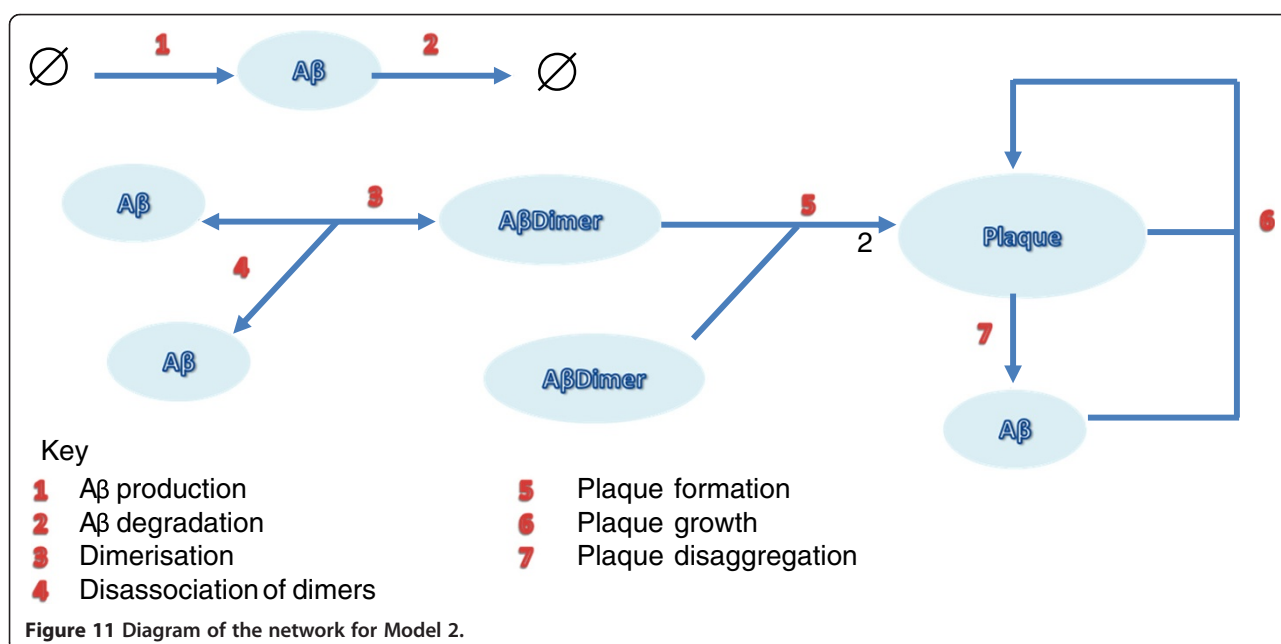 ∅ 1 Aβ 2 ∅
Aβ 3 AβDimer 5 2 Plaque 6
4
Aβ AβDimer 7 Aβ
Key
1 Aβ production
2 Aβ degradation
3 Dimerisation
4 Disassociation of dimers
5 Plaque formation
6 Plaque growth
7 Plaque disaggregation
Figure 11 Diagram of the network for Model 2.